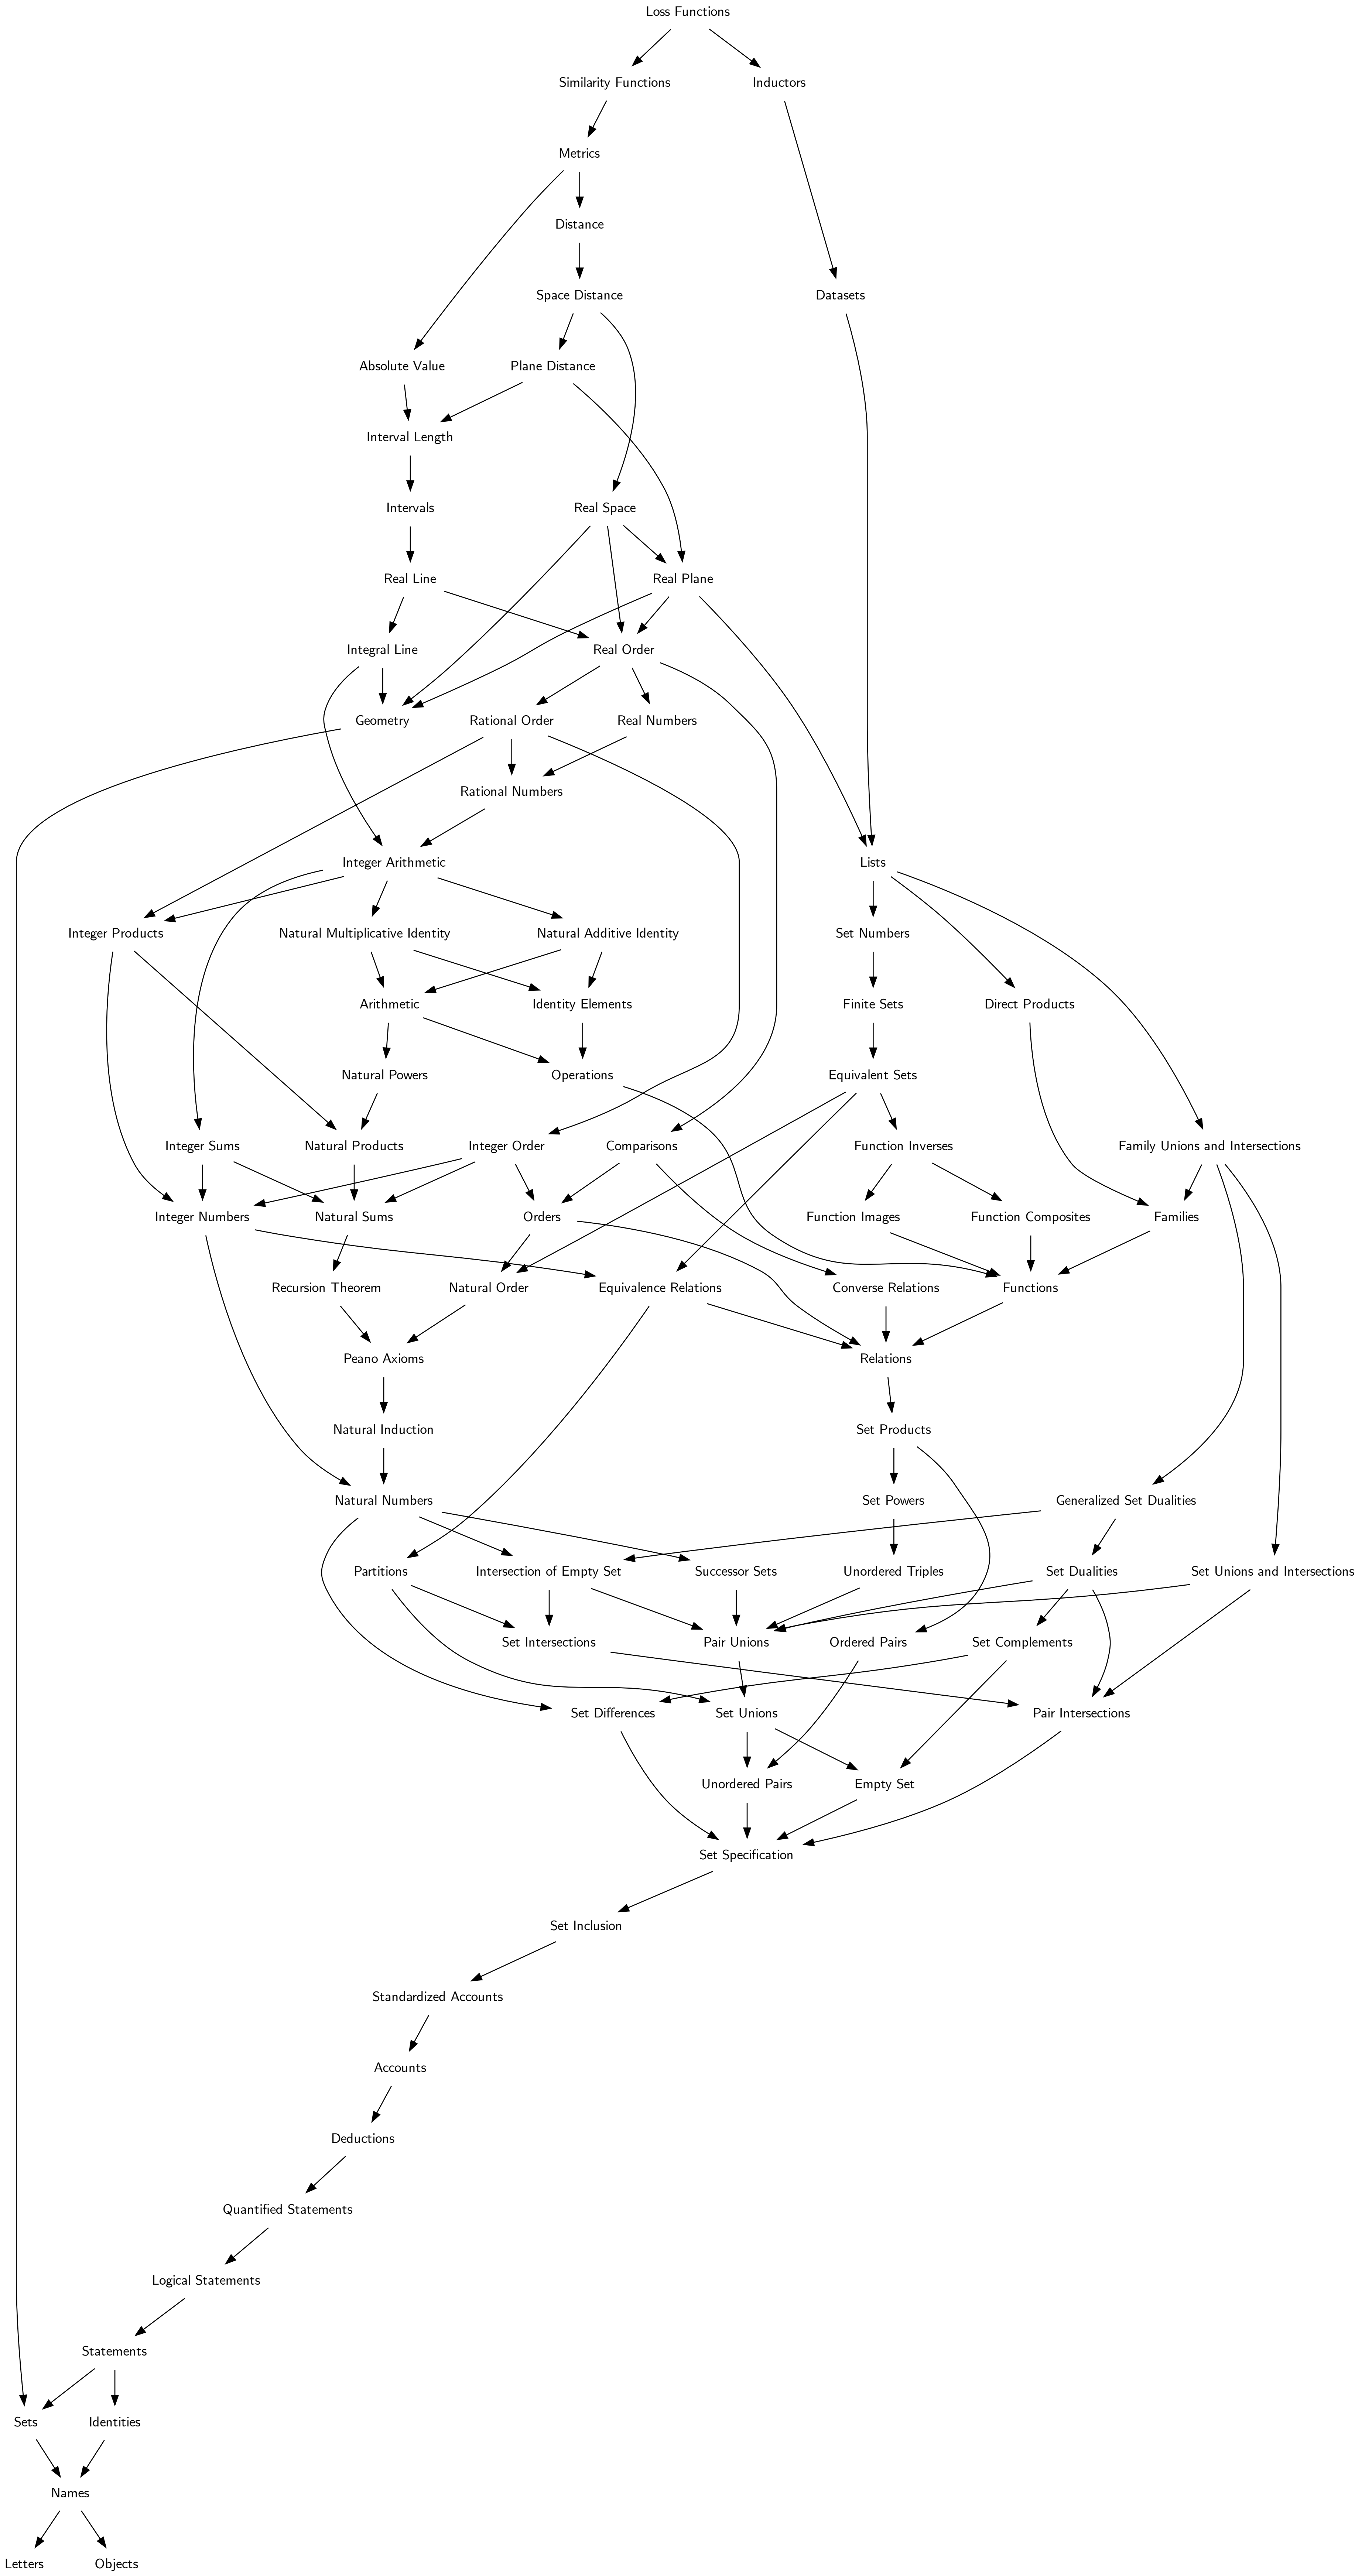 Loss Functions
Similarity Functions
Inductors
Metrics
Distance
Space Distance
Datasets
Absolute Value
Plane Distance
Interval Length
Intervals
Real Space
Real Line
Real Plane
Integral Line
Real Order
Geometry
Rational Order
Real Numbers
Rational Numbers
Integer Arithmetic
Lists
Integer Products
Natural Multiplicative Identity
Natural Additive Identity
Set Numbers
Arithmetic
Identity Elements
Finite Sets
Direct Products
Natural Powers
Operations
Equivalent Sets
Integer Sums
Natural Products
Integer Order
Comparisons
Function Inverses
Family Unions and Intersections
Integer Numbers
Natural Sums
Orders
Function Images
Function Composites
Families
Recursion Theorem
Natural Order
Equivalence Relations
Converse Relations
Functions
Peano Axioms
Relations
Natural Induction
Set Products
Natural Numbers
Set Powers
Generalized Set Dualities
Partitions
Intersection of Empty Set
Successor Sets
Unordered Triples
Set Dualities
Set Unions and Intersections
Set Intersections
Pair Unions
Ordered Pairs
Set Complements
Set Differences
Set Unions
Pair Intersections
Unordered Pairs
Empty Set
Set Specification
Set Inclusion
Standardized Accounts
Accounts
Deductions
Quantified Statements
Logical Statements
Statements
Sets
Identities
Names
Letters
Objects